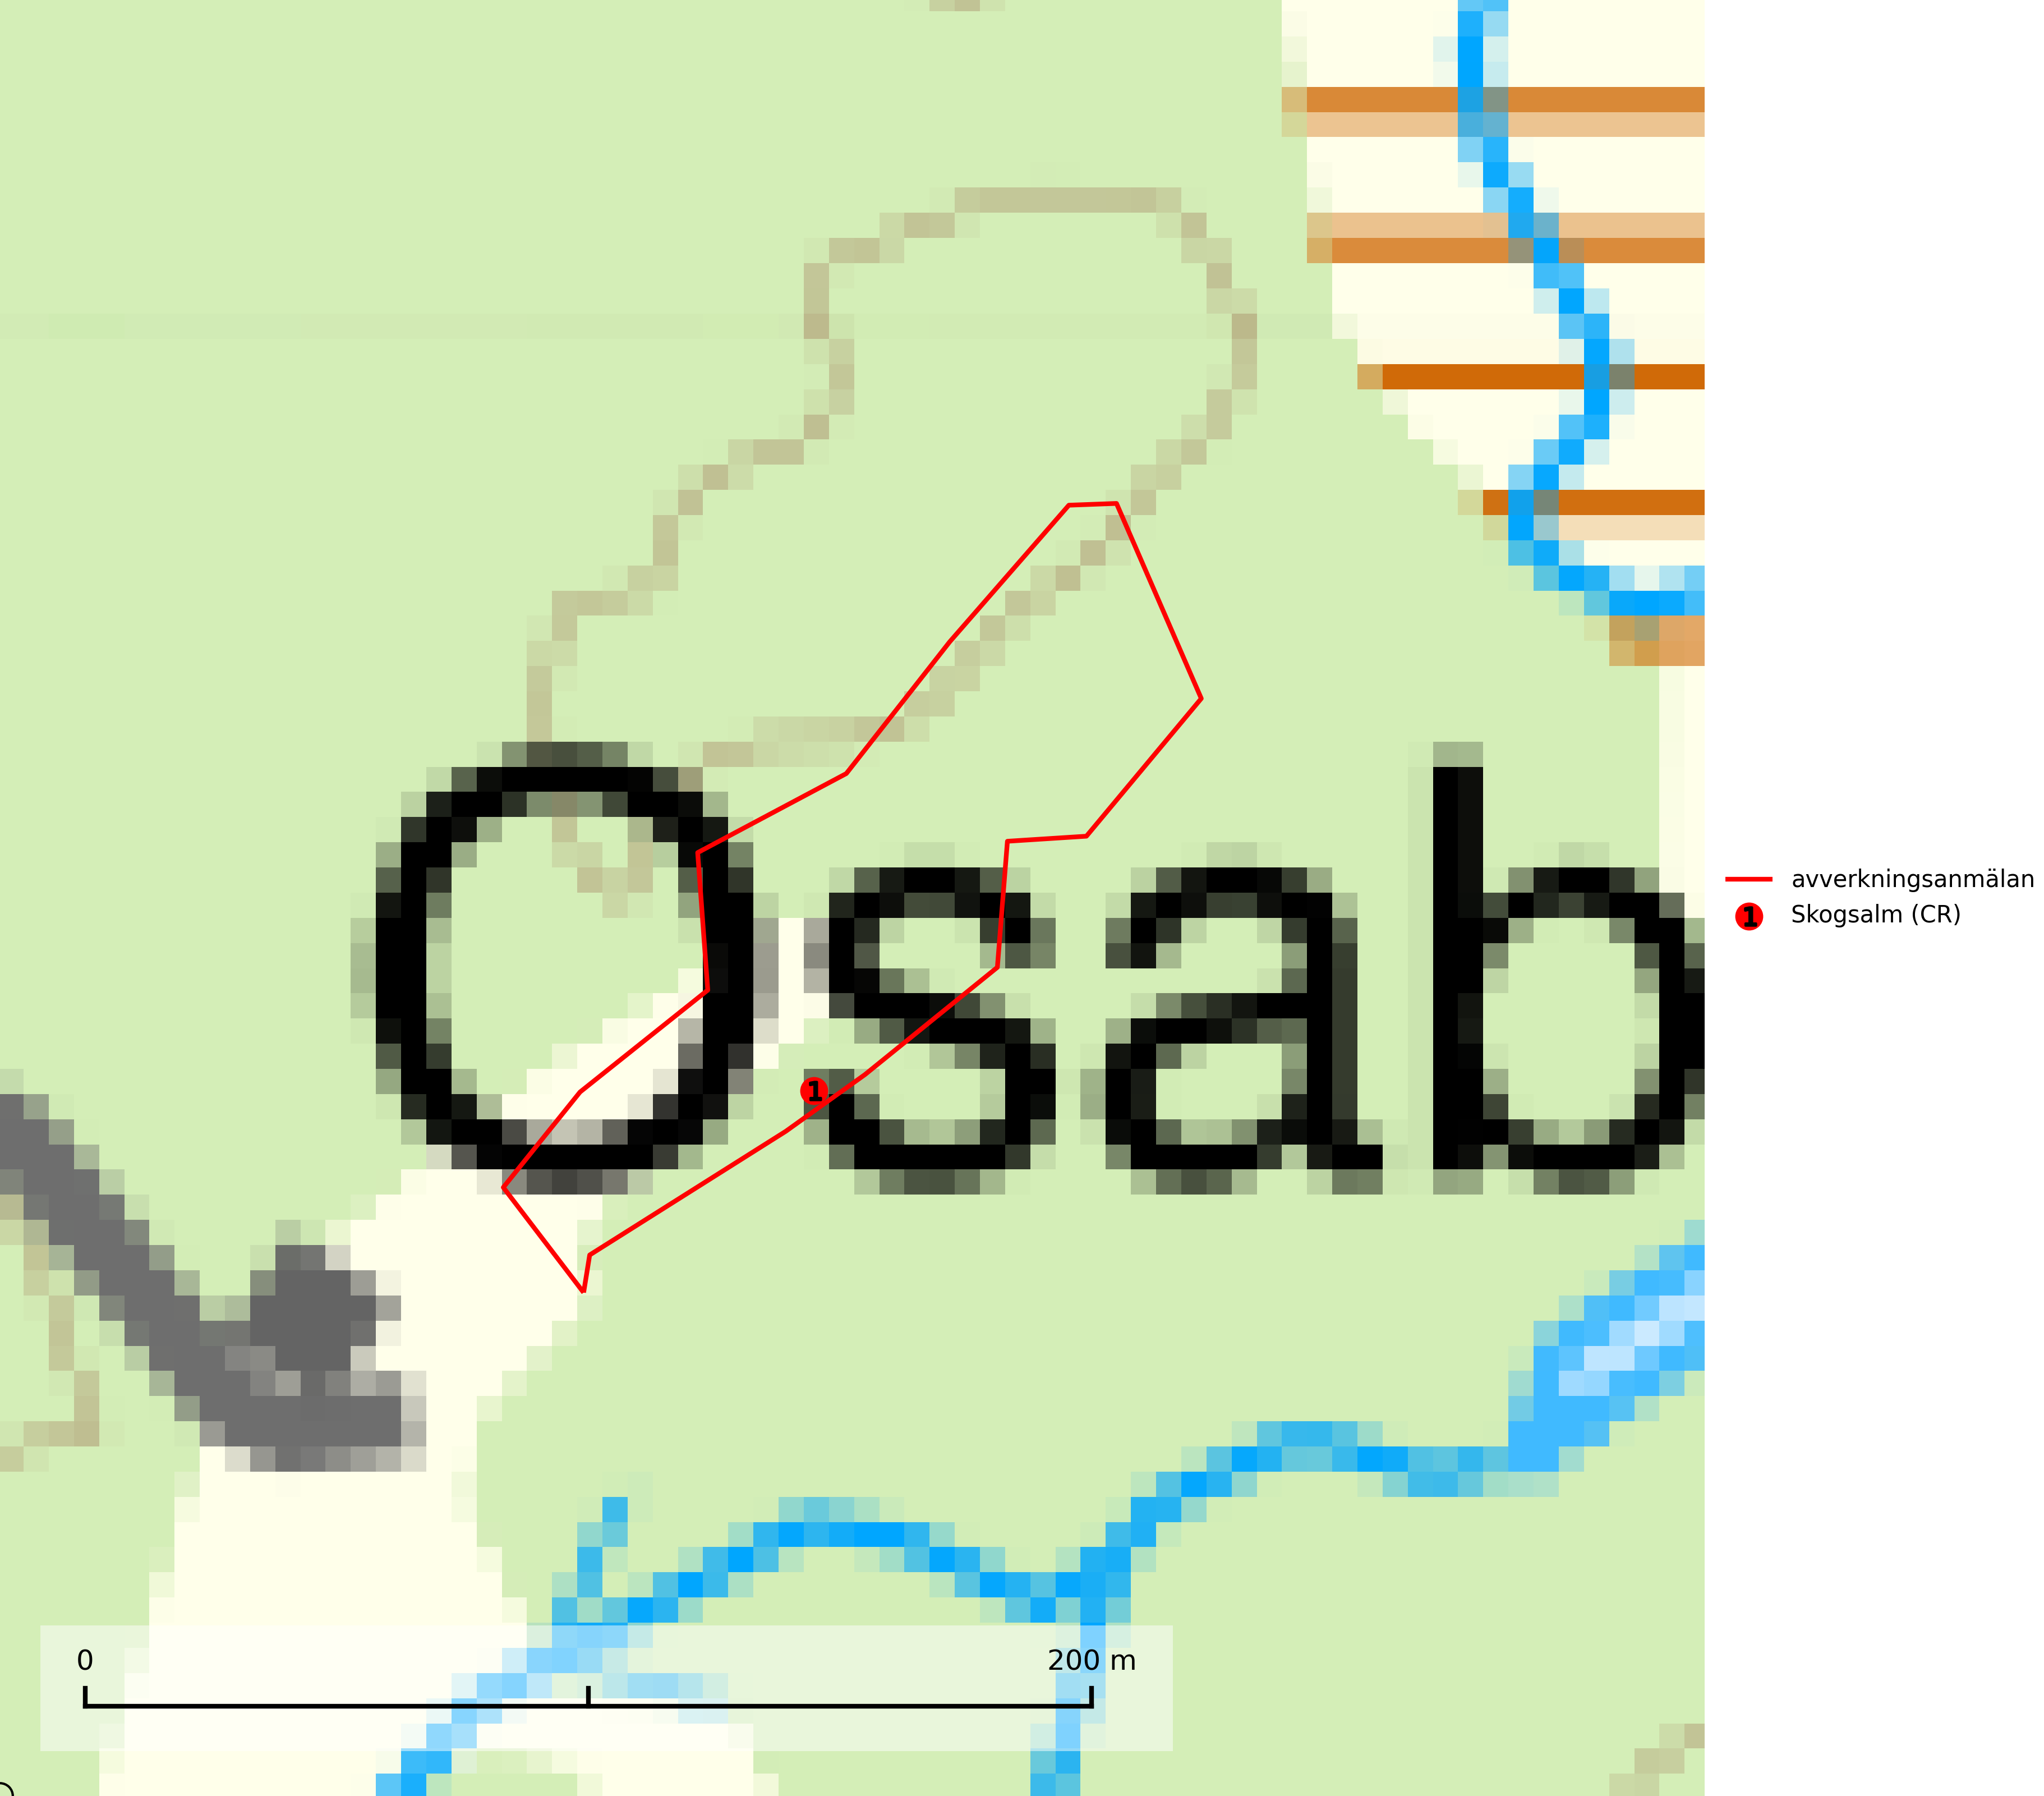 Osab
1
avverkningsanmälan
1 Skogsalm (CR)
0 200 m